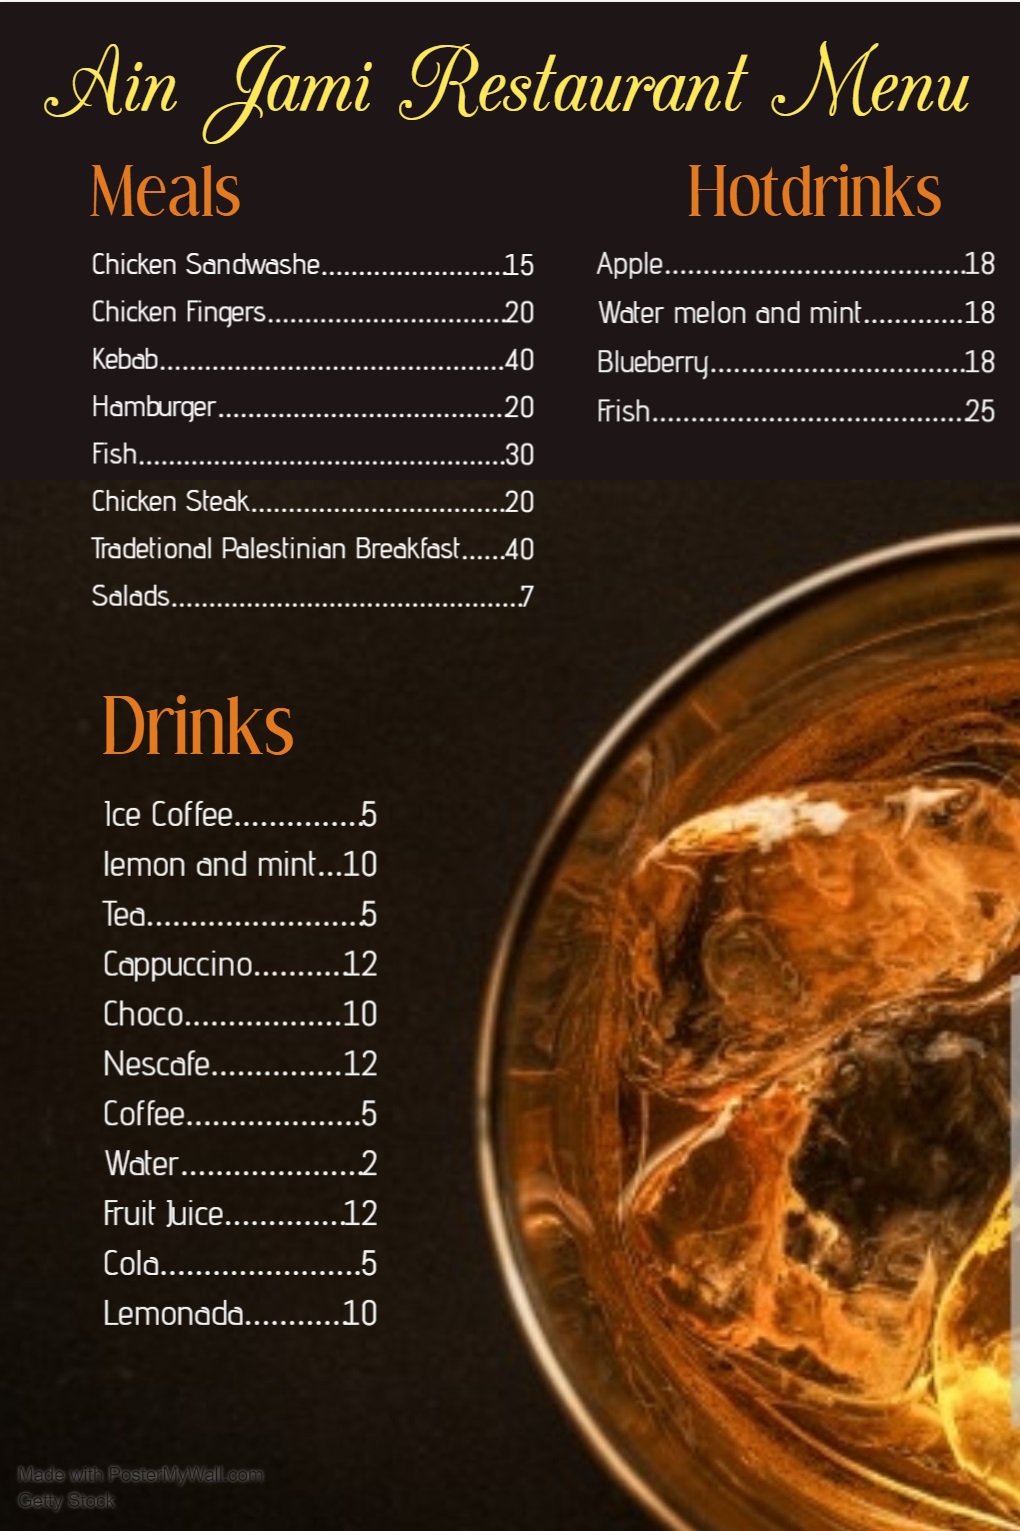 Ain Jami Restaurant Menu
Meals
Chicken Sandwashe.......................15
Chicken Fingers..........................20
Kebab.....................................40
Hamburger...............................20
Fish........................................30
Chicken Steak............................20
Tradetional Palestinian Breakfast......40
Salads......................................7
Hotdrinks
Apple.................................18
Water melon and mint............18
Blueberry............................18
Frish..................................25
Drinks
Ice Coffee...............5
lemon and mint...10
Tea.........................5
Cappuccino..........12
Choco..................10
Nescafe...............12
Coffee....................5
Water.....................2
Fruit Juice.............12
Cola.......................5
Lemonada...........10
Made with PosterMyWall.com
Getty Stock